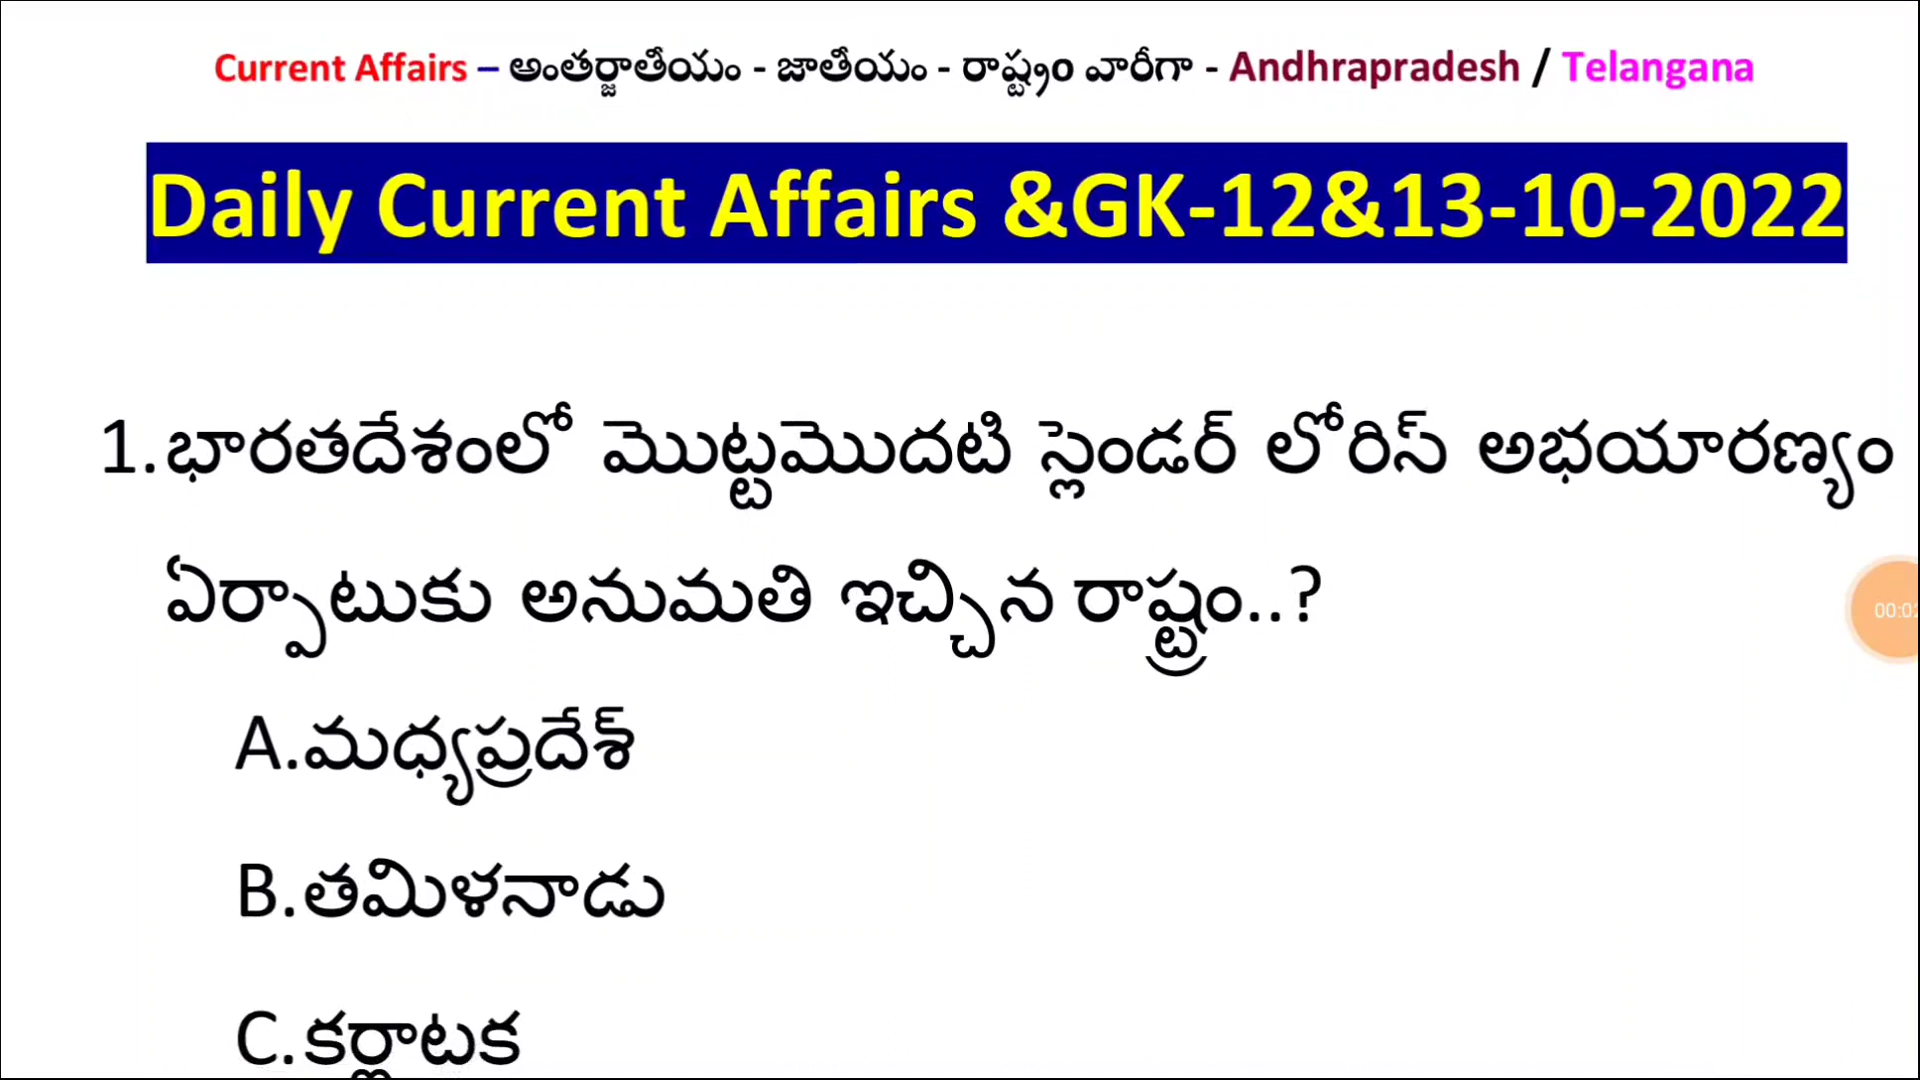 Current Affairs – అంతర్జాతీయం - జాతీయం - రాష్ట్రం వారీగా - Andhrapradesh / Telangana
Daily Current Affairs &GK-12&13-10-2022
1.భారతదేశంలో మొట్టమొదటి స్లెండర్ లోరిస్ అభయారణ్యం
ఏర్పాటుకు అనుమతి ఇచ్చిన రాష్ట్రం..?
A.మధ్యప్రదేశ్
B.తమిళనాడు
C.కర్ణాటక